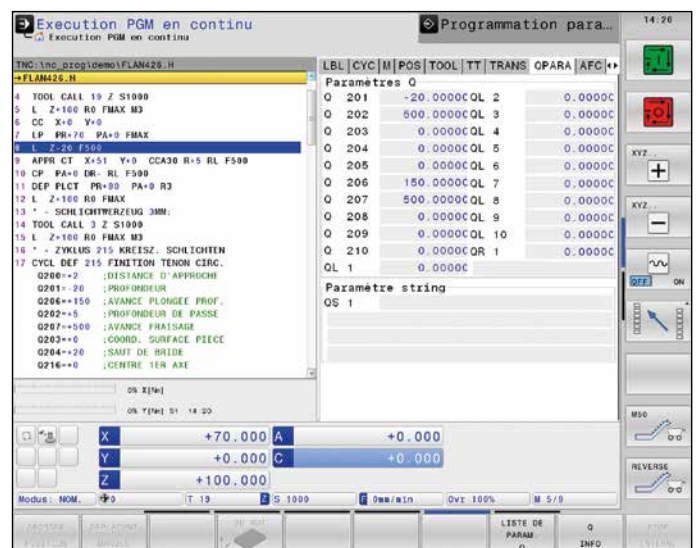 Execution PGM en continu
Execution PGM en continu
Programmation para...
14:20
TNC:\nc_prog\demo\FLAN426.H
→FLAN426.H
4 TOOL CALL 19 Z S1000
5 L Z+100 R0 FMAX M3
6 CC X+0 Y+0
7 LP PR+70 PA+0 FMAX
8 L Z-20 F500
9 APPR CT X+51 Y+0 CCA30 R+5 RL F500
10 CP PA+0 DR- RL F500
11 DEP PLCT PR+90 PA+0 R3
12 L Z+100 R0 FMAX
13 * - SCHLICHTWERZEUG 3MM:
14 TOOL CALL 3 Z S1000
15 L Z+100 R0 FMAX M3
16 * - ZYKLUS 215 KREISZ. SCHLICHTEN
17 CYCL DEF 215 FINITION TENON CIRC.
Q200=+2 ;DISTANCE D'APPROCHE
Q201=-20 ;PROFONDEUR
Q206=+150 ;AVANCE PLONGEE PROF.
Q202=+5 ;PROFONDEUR DE PASSE
Q207=+500 ;AVANCE FRAISAGE
Q203=+0 ;COORD. SURFACE PIECE
Q204=+20 ;SAUT DE BRIDE
Q216=+0 ;CENTRE 1ER AXE
LBL CYC M POS TOOL TT TRANS QPARA AFC
Paramètres Q
Q 201 -20.0000 QL 2 0.0000
Q 202 500.0000 QL 3 0.0000
Q 203 0.0000 QL 4 0.0000
Q 204 0.0000 QL 5 0.0000
Q 205 0.0000 QL 6 0.0000
Q 206 150.0000 QL 7 0.0000
Q 207 500.0000 QL 8 0.0000
Q 208 0.0000 QL 9 0.0000
Q 209 0.0000 QL 10 0.0000
Q 210 0.0000 QR 1 0.0000
QL 1 0.0000
Paramètre string
QS 1
0% X[Nm]
0% Y[Nm] S1 14:20
X +70.000 A +0.000
Y +0.000 C +0.000
Z +100.000
Modus: NOM. 0 T 19 Z S 1000 F 0mm/min Ovr 100% M 5/9
LISTE DE PARAM. Q
Q INFO
XYZ...
+
XYZ...
−
OFF ON
M50
REVERSE